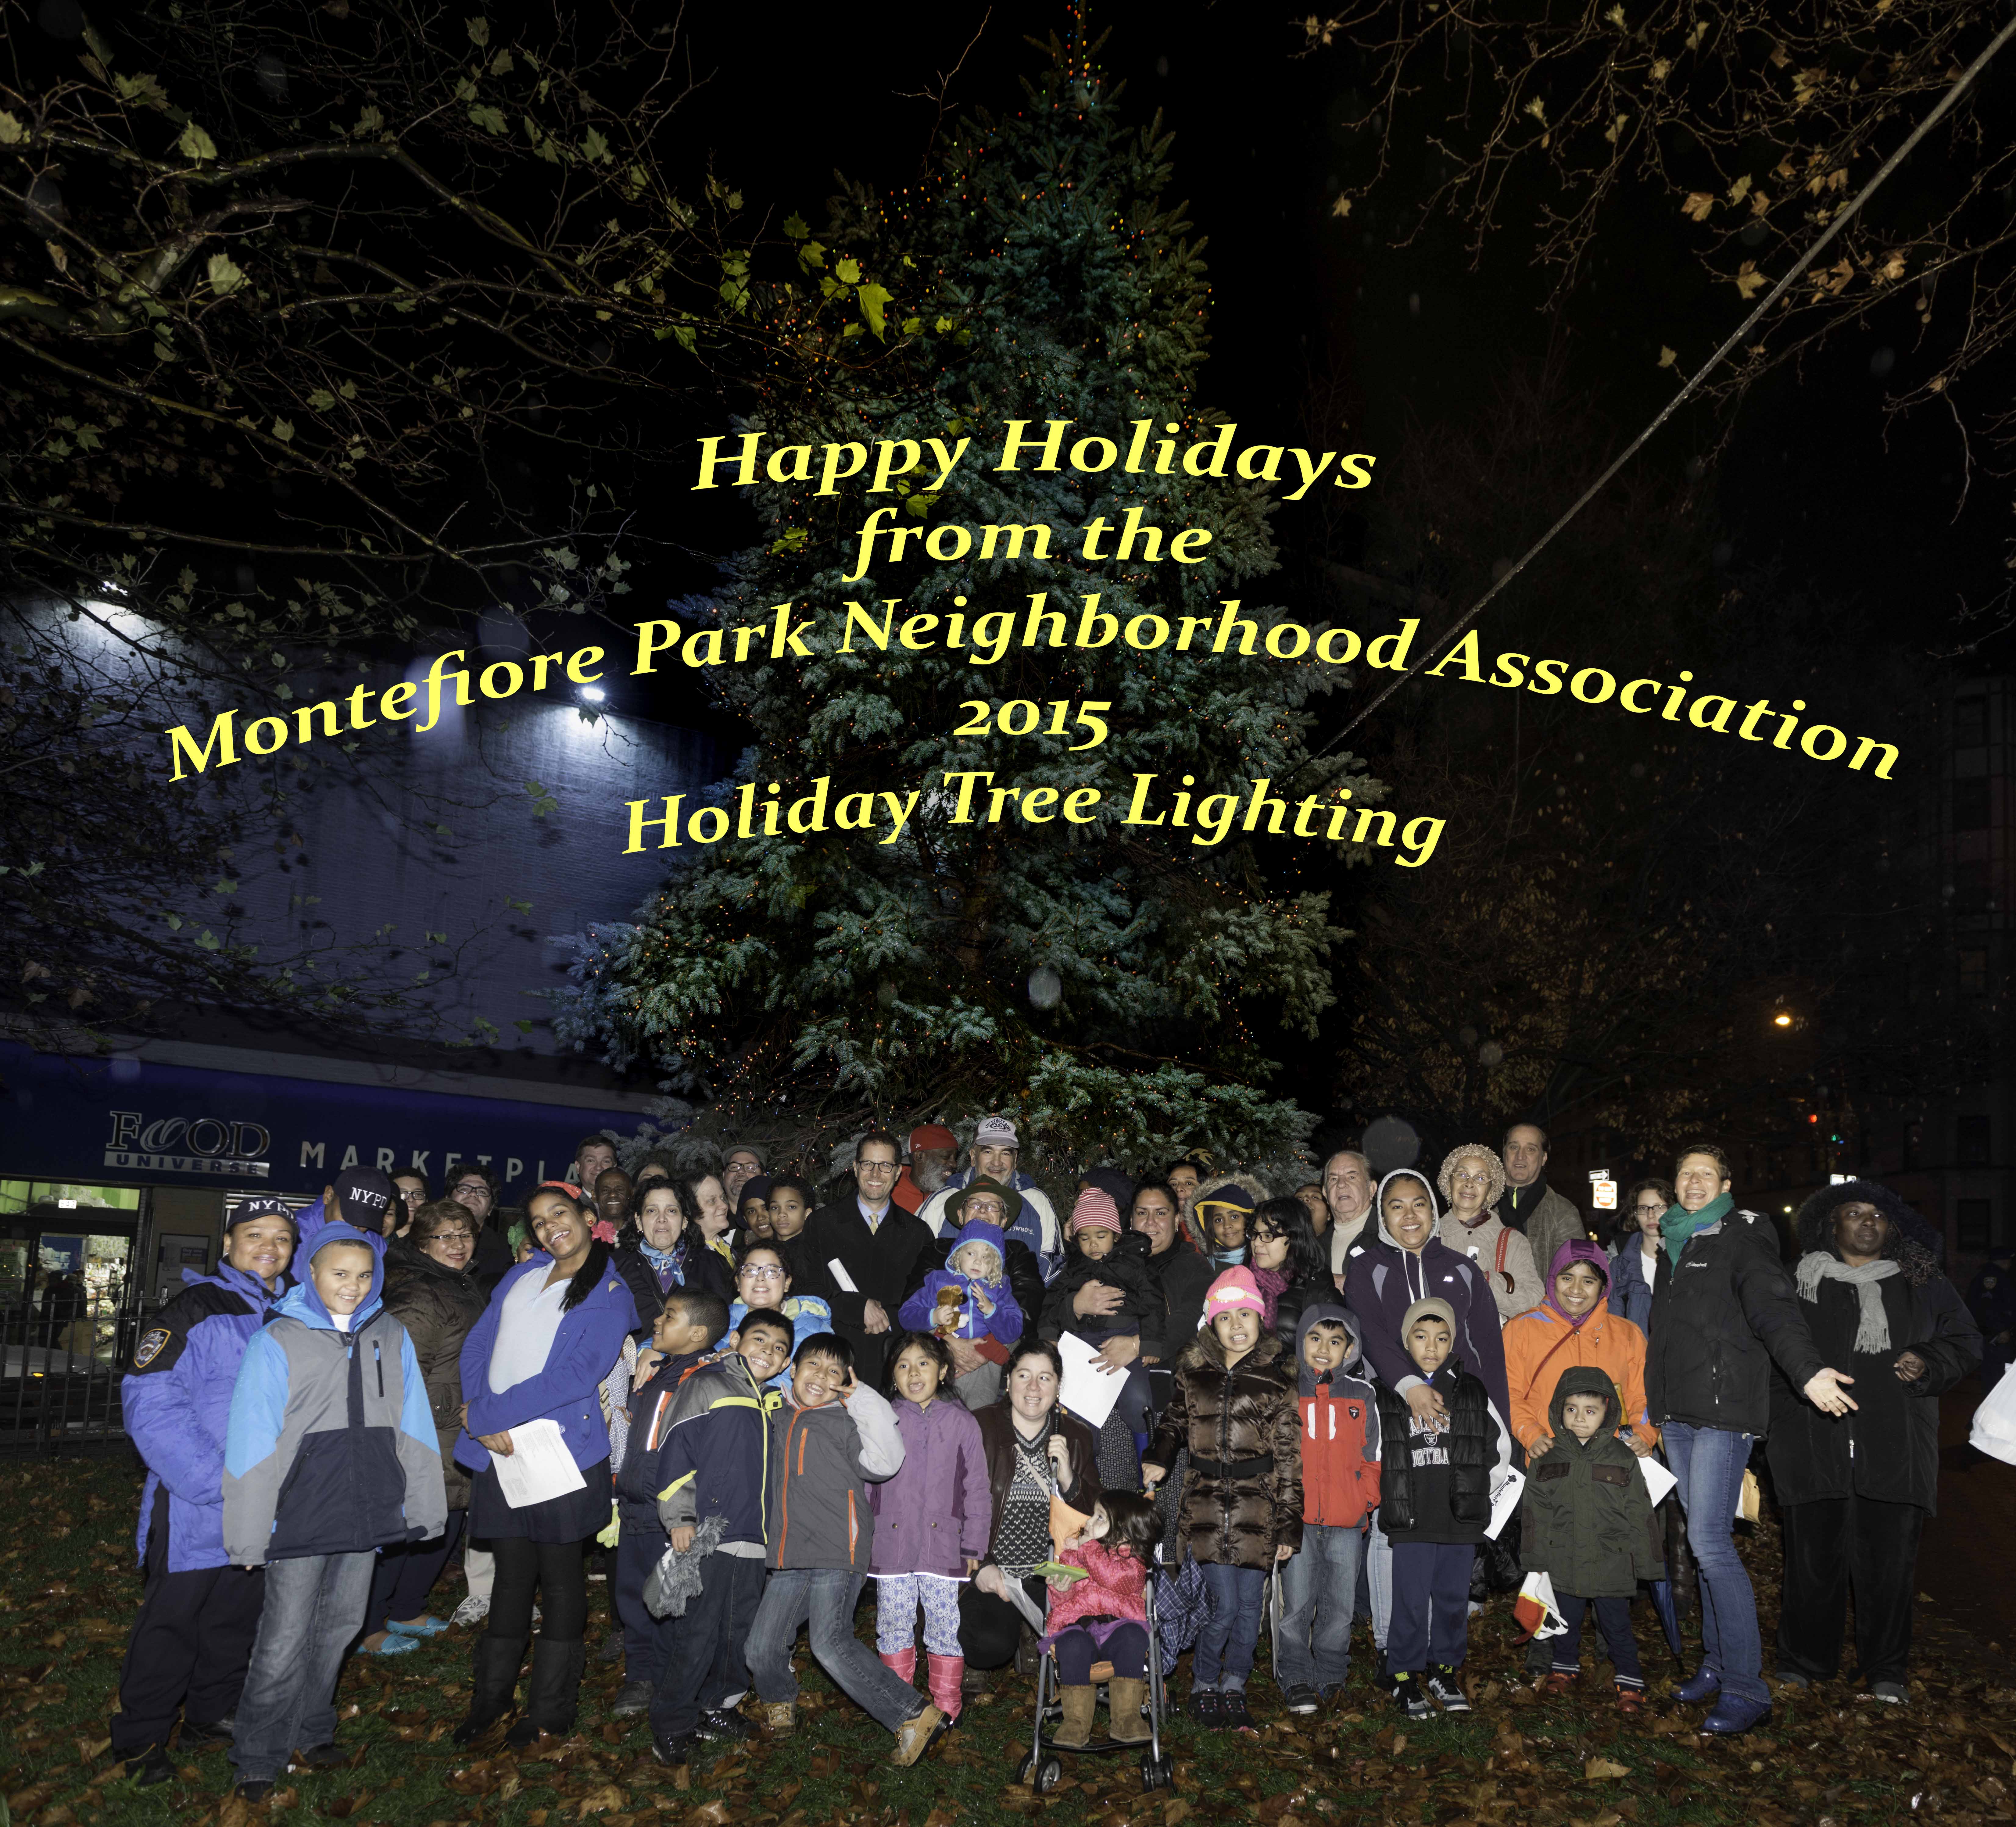 Happy Holidays
from the
Montefiore Park Neighborhood Association
2015
Holiday Tree Lighting
FOOD
UNIVERSE
MARKETPLA
NYPD
NYPD